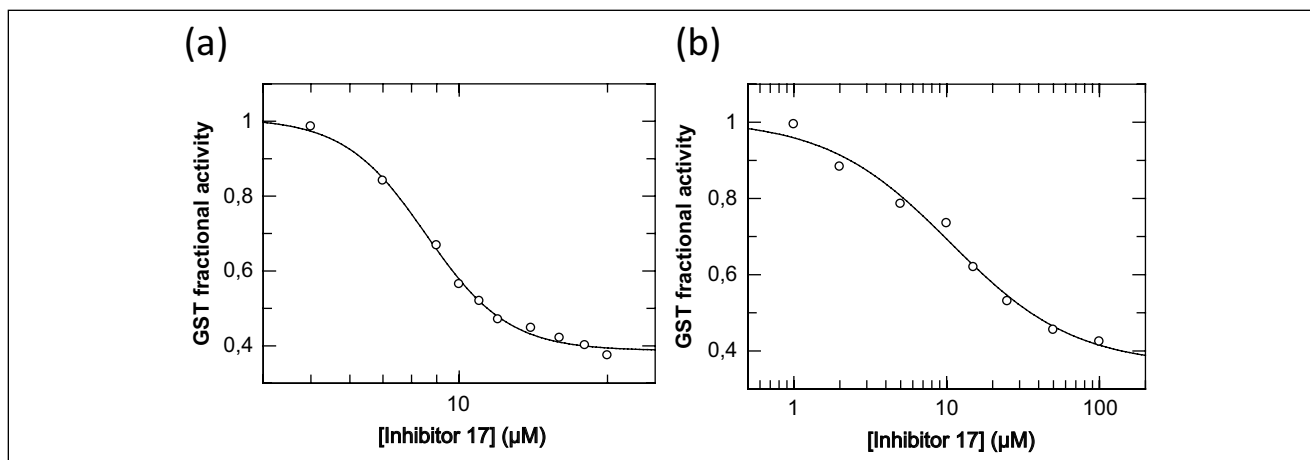 (a)
(b)
GST fractional activity
1
0,8
0,6
0,4
10
[Inhibitor 17] (µM)
GST fractional activity
1
0,8
0,6
0,4
1
10
100
[Inhibitor 17] (µM)